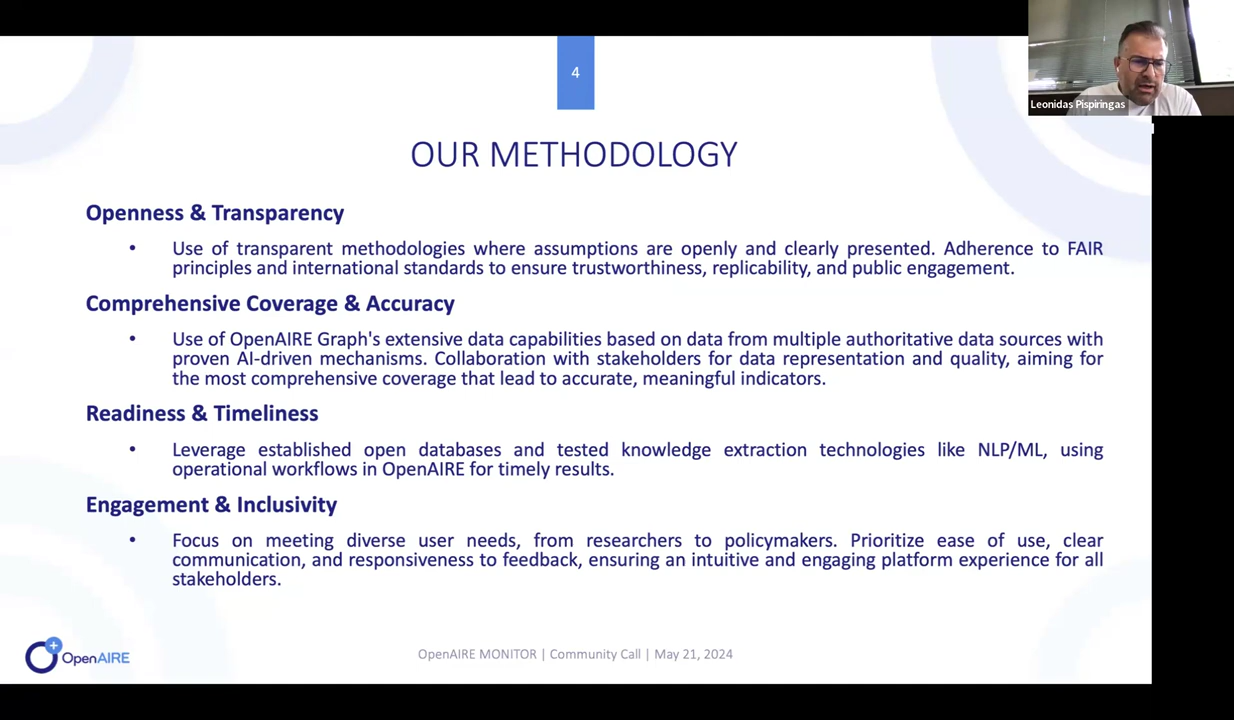 4
Leonidas Pispiringas
OUR METHODOLOGY
Openness & Transparency
• Use of transparent methodologies where assumptions are openly and clearly presented. Adherence to FAIR
principles and international standards to ensure trustworthiness, replicability, and public engagement.
Comprehensive Coverage & Accuracy
• Use of OpenAIRE Graph's extensive data capabilities based on data from multiple authoritative data sources with
proven AI-driven mechanisms. Collaboration with stakeholders for data representation and quality, aiming for
the most comprehensive coverage that lead to accurate, meaningful indicators.
Readiness & Timeliness
• Leverage established open databases and tested knowledge extraction technologies like NLP/ML, using
operational workflows in OpenAIRE for timely results.
Engagement & Inclusivity
• Focus on meeting diverse user needs, from researchers to policymakers. Prioritize ease of use, clear
communication, and responsiveness to feedback, ensuring an intuitive and engaging platform experience for all
stakeholders.
OpenAIRE
OpenAIRE MONITOR | Community Call | May 21, 2024